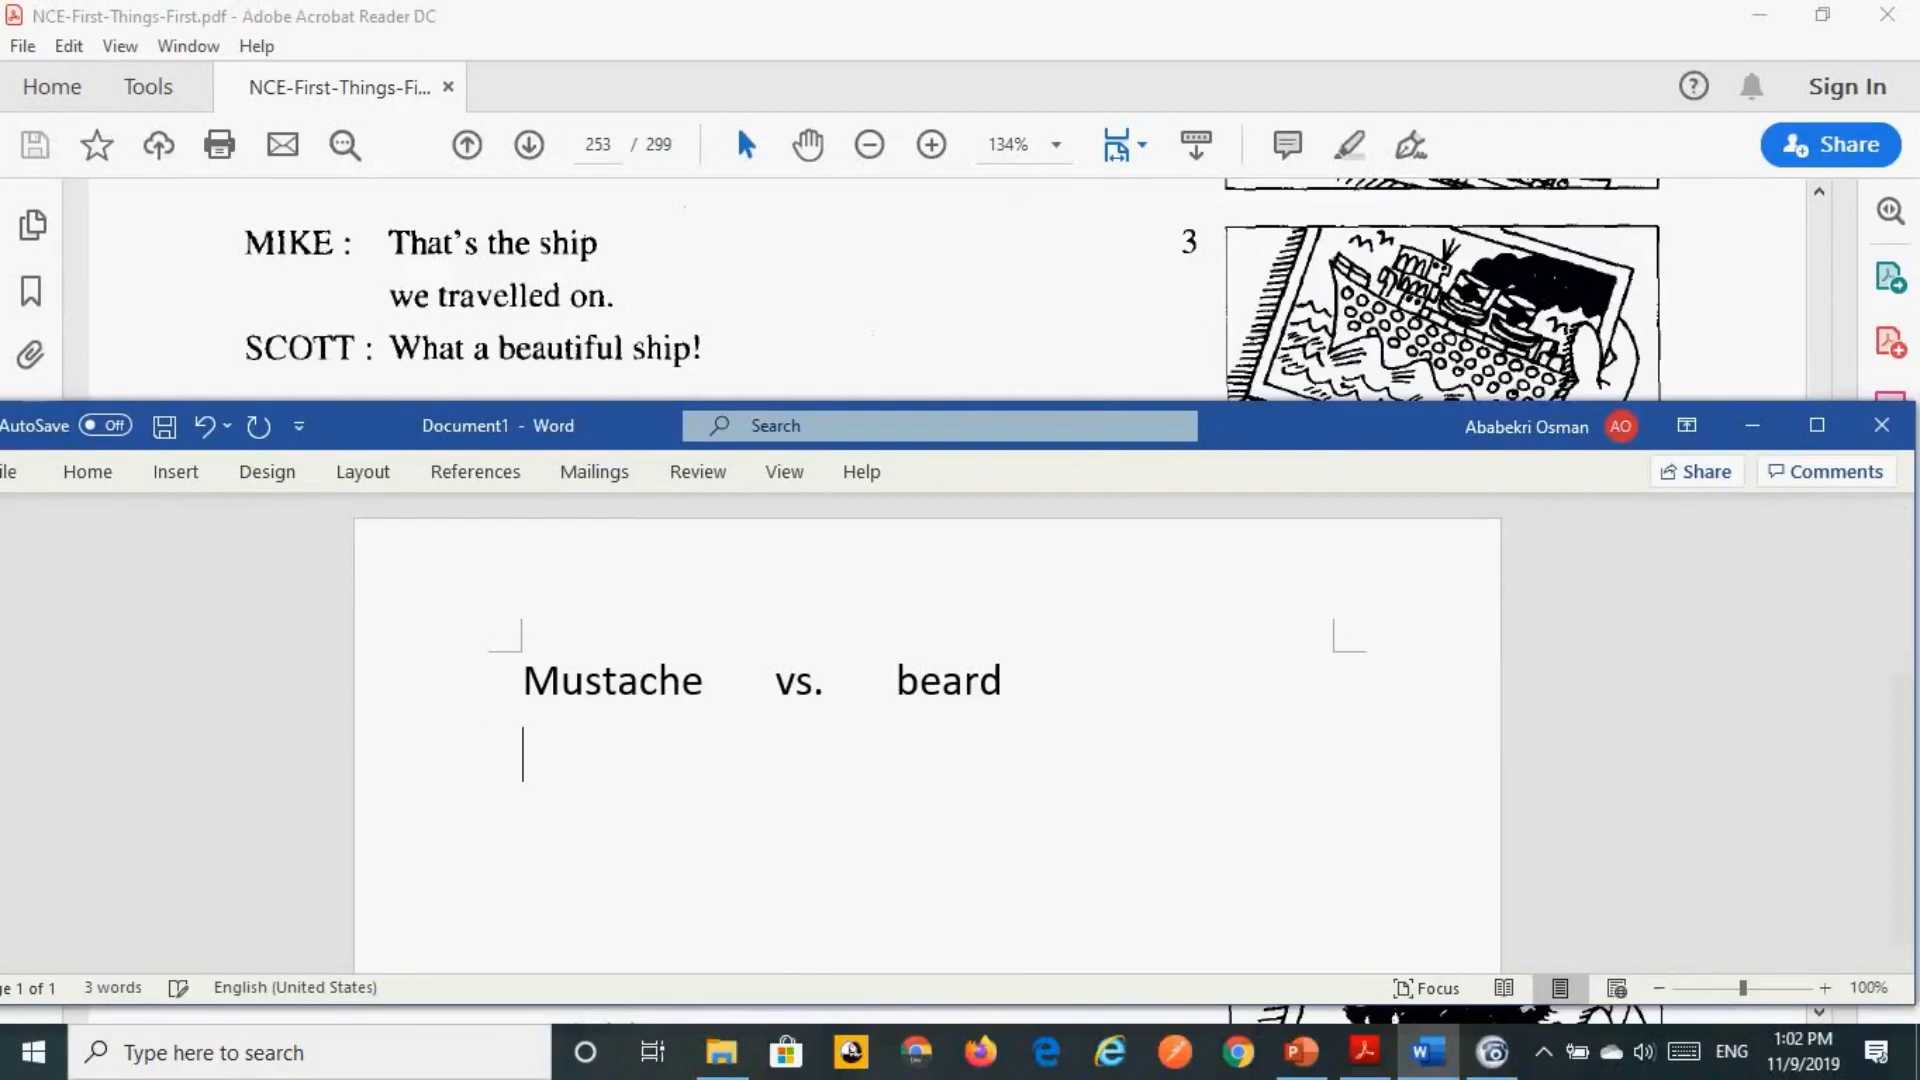 NCE-First-Things-First.pdf - Adobe Acrobat Reader DC
File Edit View Window Help
Home Tools NCE-First-Things-Fi... ×
Sign In
253 / 299 134%
Share
MIKE : That's the ship
we travelled on.
SCOTT : What a beautiful ship!
3
AutoSave Off Document1 - Word Search Ababekri Osman AO
ile Home Insert Design Layout References Mailings Review View Help Share Comments
Mustache vs. beard
ge 1 of 1 3 words English (United States) Focus 100%
Type here to search ENG 1:02 PM
11/9/2019